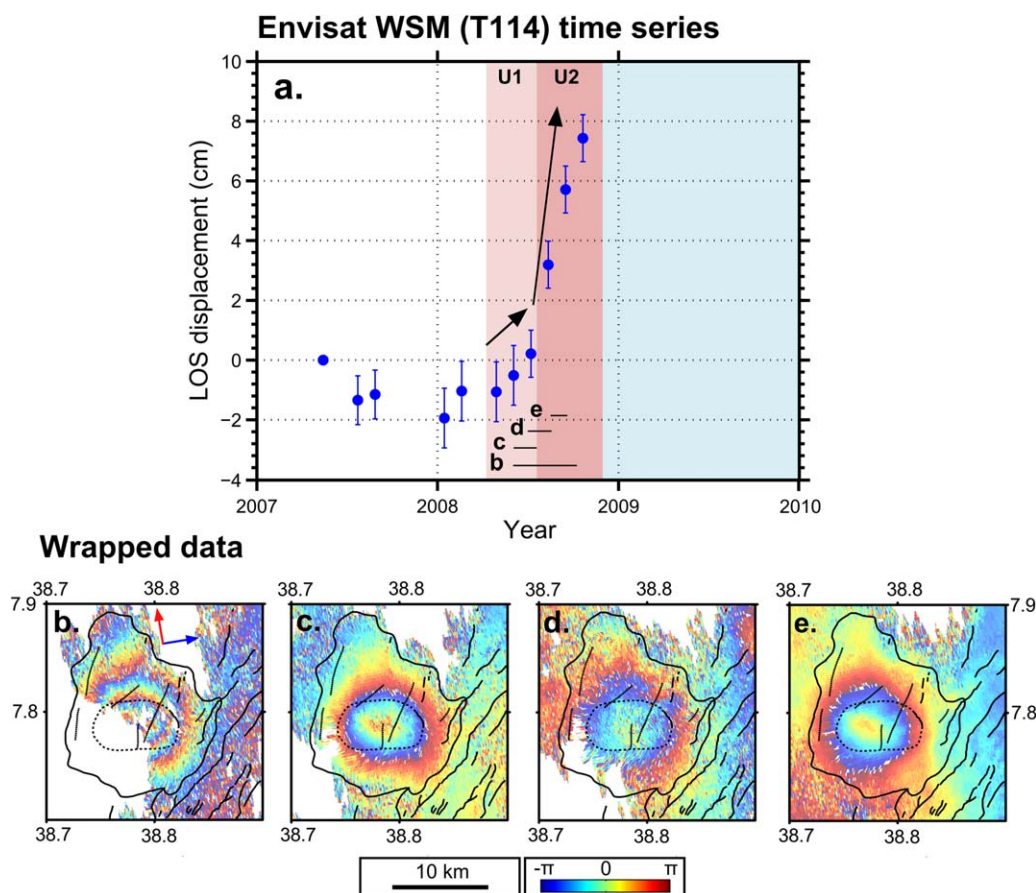 Envisat WSM (T114) time series
a.
U1 U2
LOS displacement (cm)
10
8
6
4
2
0
−2
−4
e
d
c
b
2007 2008 2009 2010
Year
Wrapped data
38.7 38.8 38.7 38.8 38.7 38.8 38.7 38.8
7.9 7.9
b. c. d. e.
7.8 7.8
38.7 38.8 38.7 38.8 38.7 38.8 38.7 38.8
10 km
-π 0 π